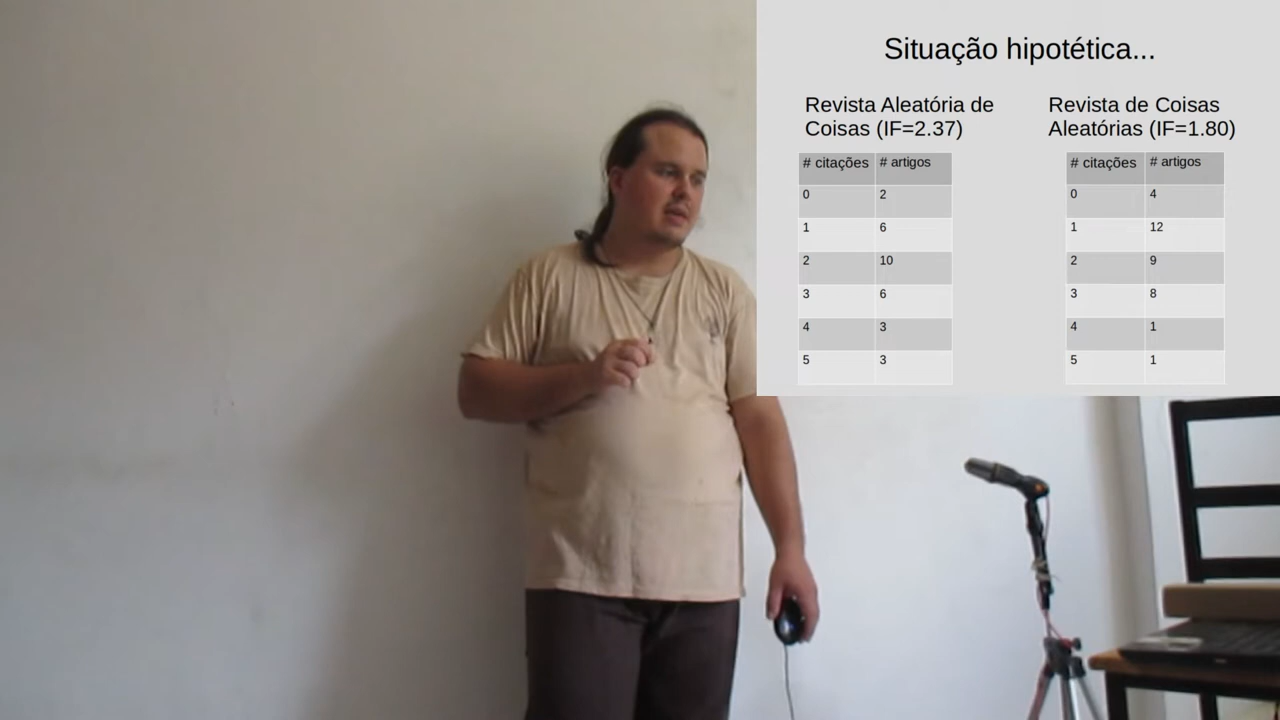 Situação hipotética...
Revista Aleatória de
Coisas (IF=2.37)
# citações # artigos
0 2
1 6
2 10
3 6
4 3
5 3
Revista de Coisas
Aleatórias (IF=1.80)
# citações # artigos
0 4
1 12
2 9
3 8
4 1
5 1